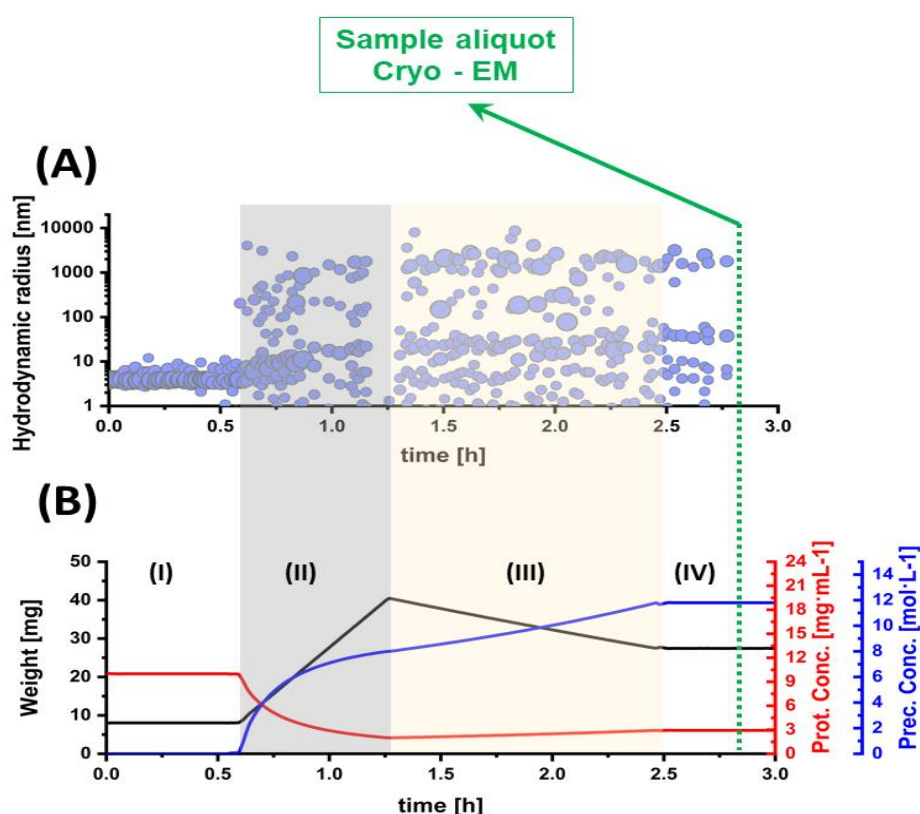 Sample aliquot
Cryo - EM
(A)
Hydrodynamic radius [nm]
10000
1000
100
10
1
0.0 0.5 1.0 1.5 2.0 2.5 3.0
time [h]
(B)
Weight [mg]
50
40
30
20
10
0
(I) (II) (III) (IV)
0.0 0.5 1.0 1.5 2.0 2.5 3.0
time [h]
24
21
18
15
12
9
6
3
0
Prot. Conc. [mg·mL-1]
14
12
10
8
6
4
2
0
Prec. Conc. [mol·L-1]